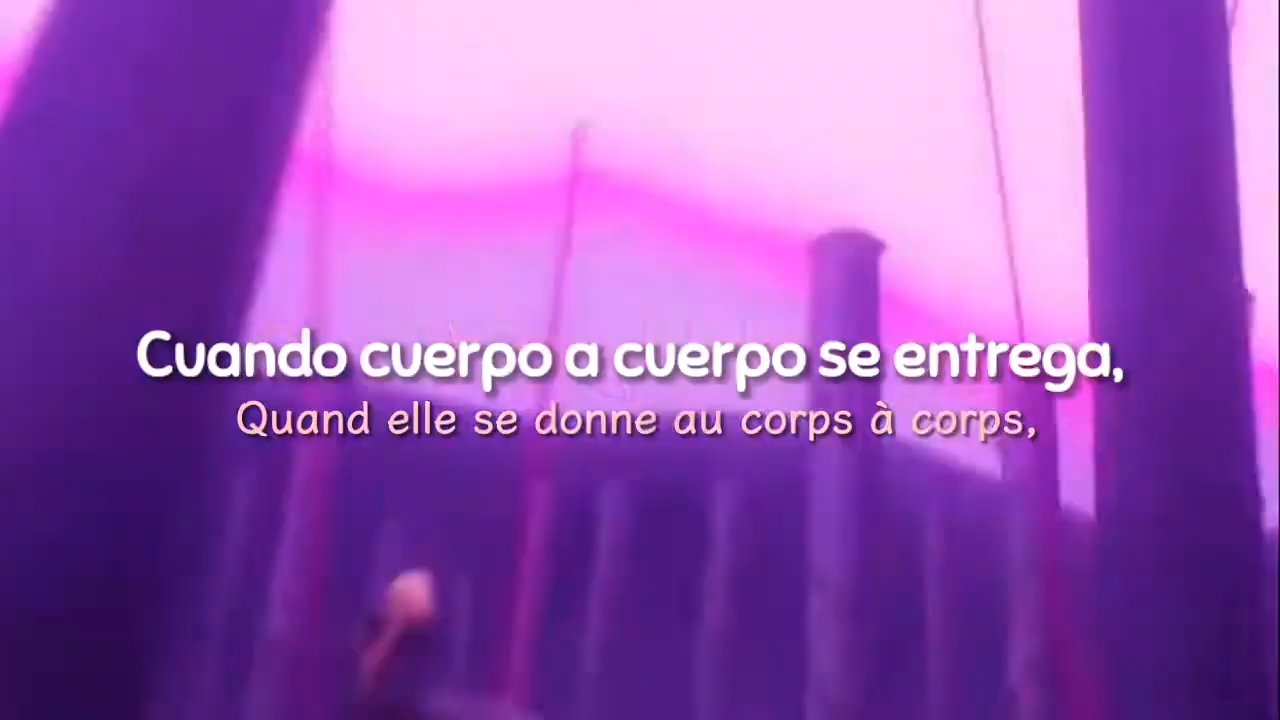 Cuando cuerpo a cuerpo se entrega,
Quand elle se donne au corps à corps,